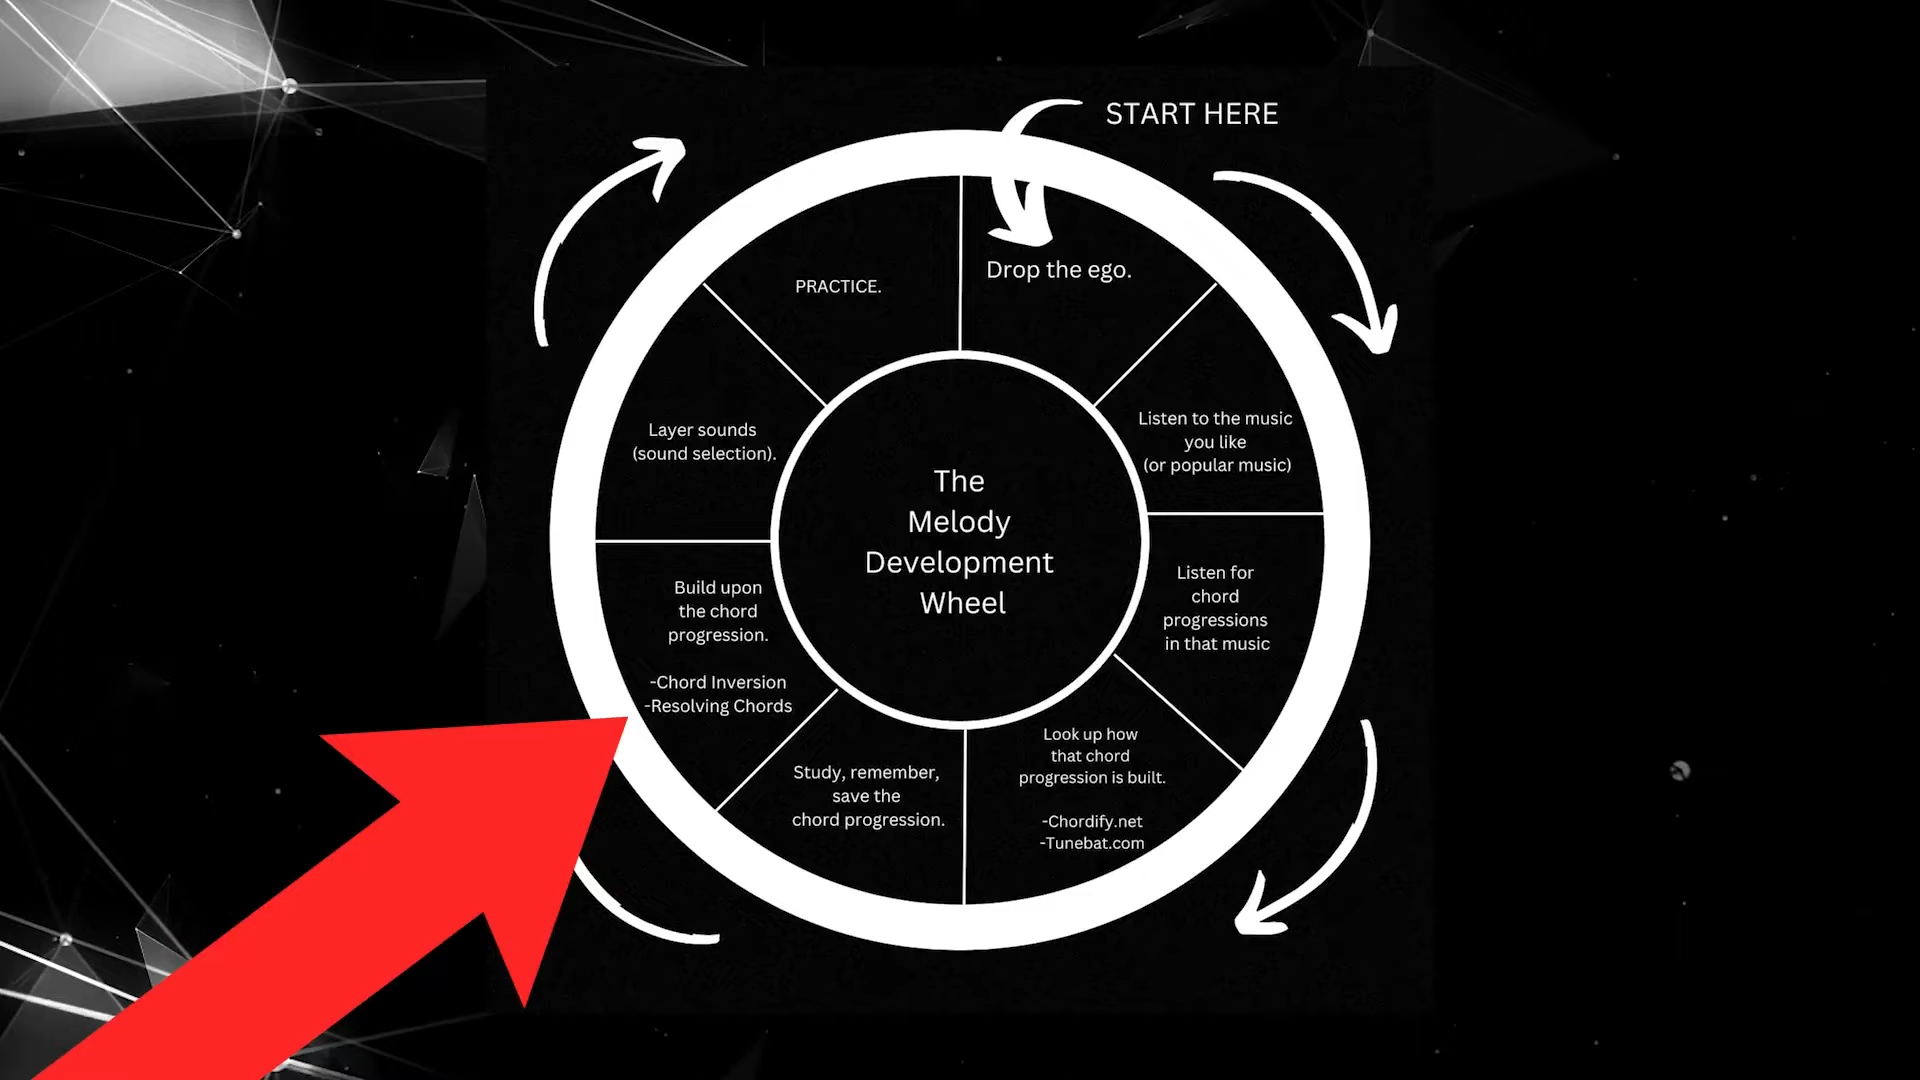 START HERE
Drop the ego.
Listen to the music
you like
(or popular music)
Listen for
chord
progressions
in that music
Look up how
that chord
progression is built.
-Chordify.net
-Tunebat.com
Study, remember,
save the
chord progression.
Build upon
the chord
progression.
-Chord Inversion
-Resolving Chords
Layer sounds
(sound selection).
PRACTICE.
The
Melody
Development
Wheel